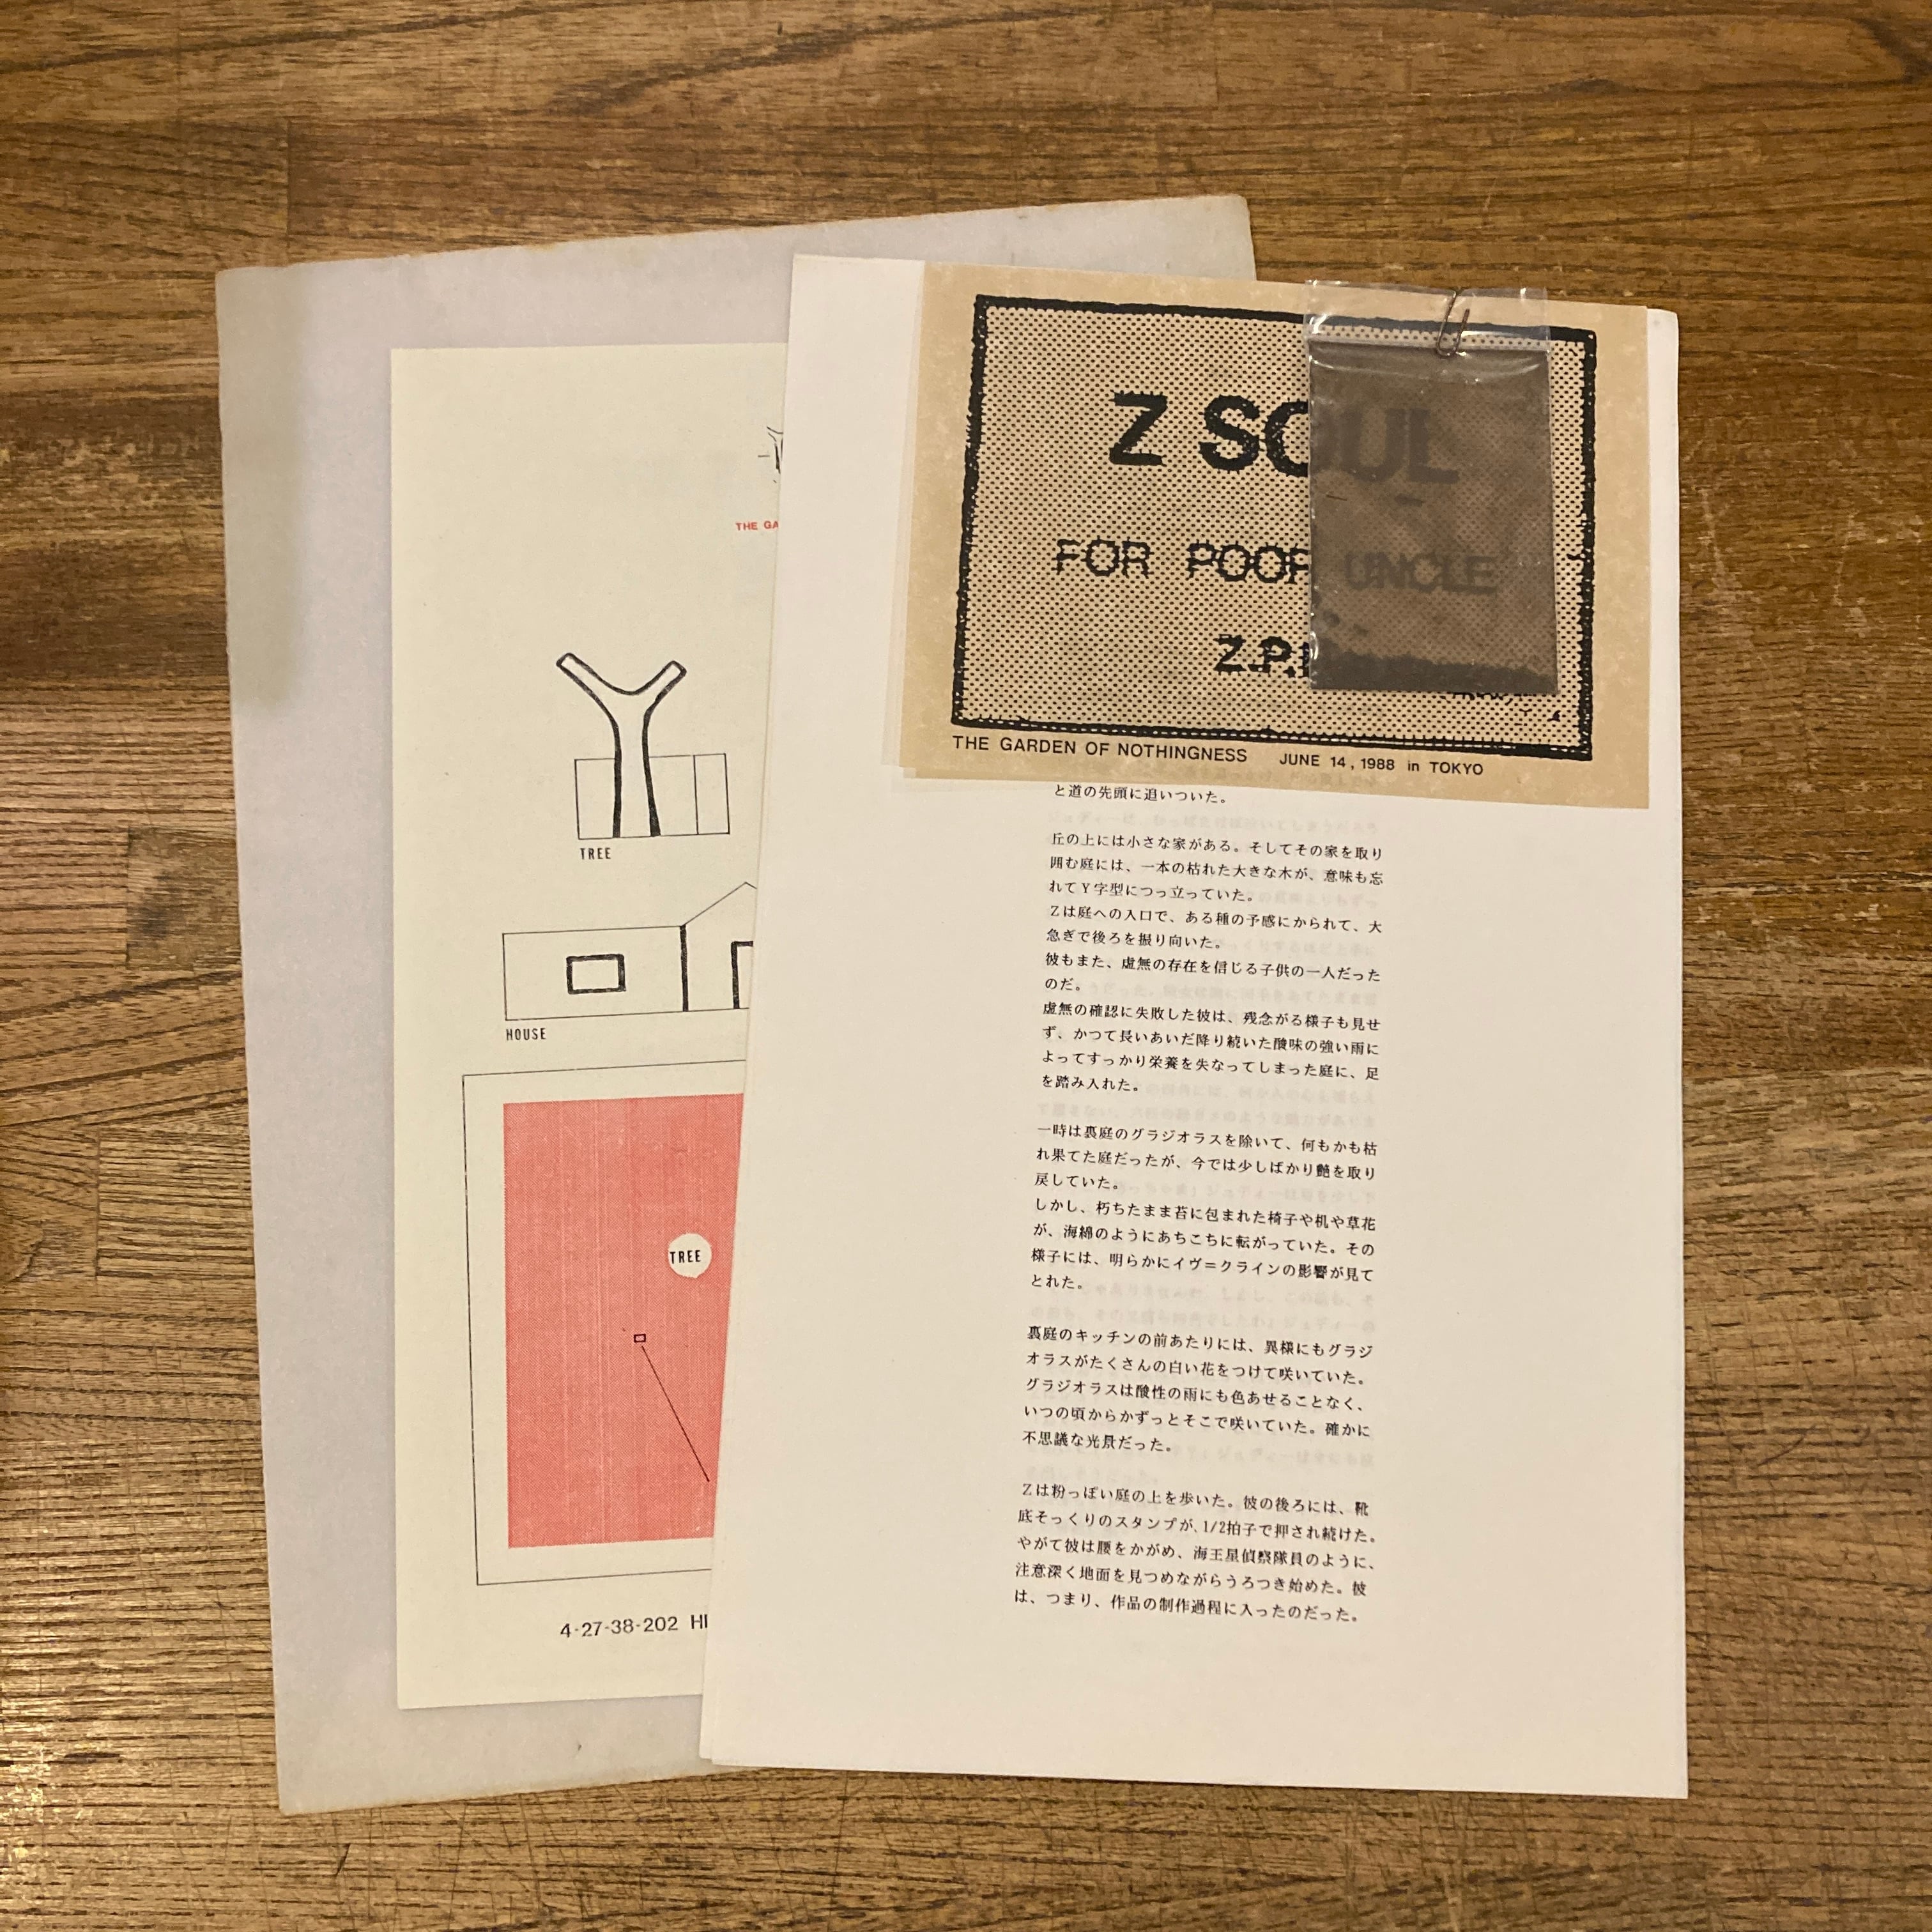 THE GA
TREE
HOUSE
TREE
4-27-38-202 HI
Z SOUL
FOR POOR UNCLE
Z.P.
THE GARDEN OF NOTHINGNESS JUNE 14, 1988 in TOKYO
と道の先頭に追いついた。
丘の上には小さな家がある。そしてその家を取り
囲む庭には、一本の枯れた大きな木が、意味も忘
れてY字型につっ立っていた。
Zは庭への入口で、ある種の予感にかられて、大
急ぎで後ろを振り向いた。
彼もまた、虚無の存在を信じる子供の一人だった
のだ。
虚無の確認に失敗した彼は、残念がる様子も見せ
ず、かつて長いあいだ降り続いた酸味の強い雨に
よってすっかり栄養を失なってしまった庭に、足
を踏み入れた。
一時は裏庭のグラジオラスを除いて、何もかも枯
れ果てた庭だったが、今では少しばかり艶を取り
戻していた。
しかし、朽ちたまま苔に包まれた椅子や机や草花
が、海綿のようにあちこちに転がっていた。その
様子には、明らかにイヴ＝クラインの影響が見て
とれた。
裏庭のキッチンの前あたりには、異様にもグラジ
オラスがたくさんの白い花をつけて咲いていた。
グラジオラスは酸性の雨にも色あせることなく、
いつの頃からかずっとそこで咲いていた。確かに
不思議な光景だった。
Zは粉っぽい庭の上を歩いた。彼の後ろには、靴
底そっくりのスタンプが、1/2拍子で押され続けた。
やがて彼は腰をかがめ、海王星偵察隊員のように、
注意深く地面を見つめながらうろつき始めた。彼
は、つまり、作品の制作過程に入ったのだった。